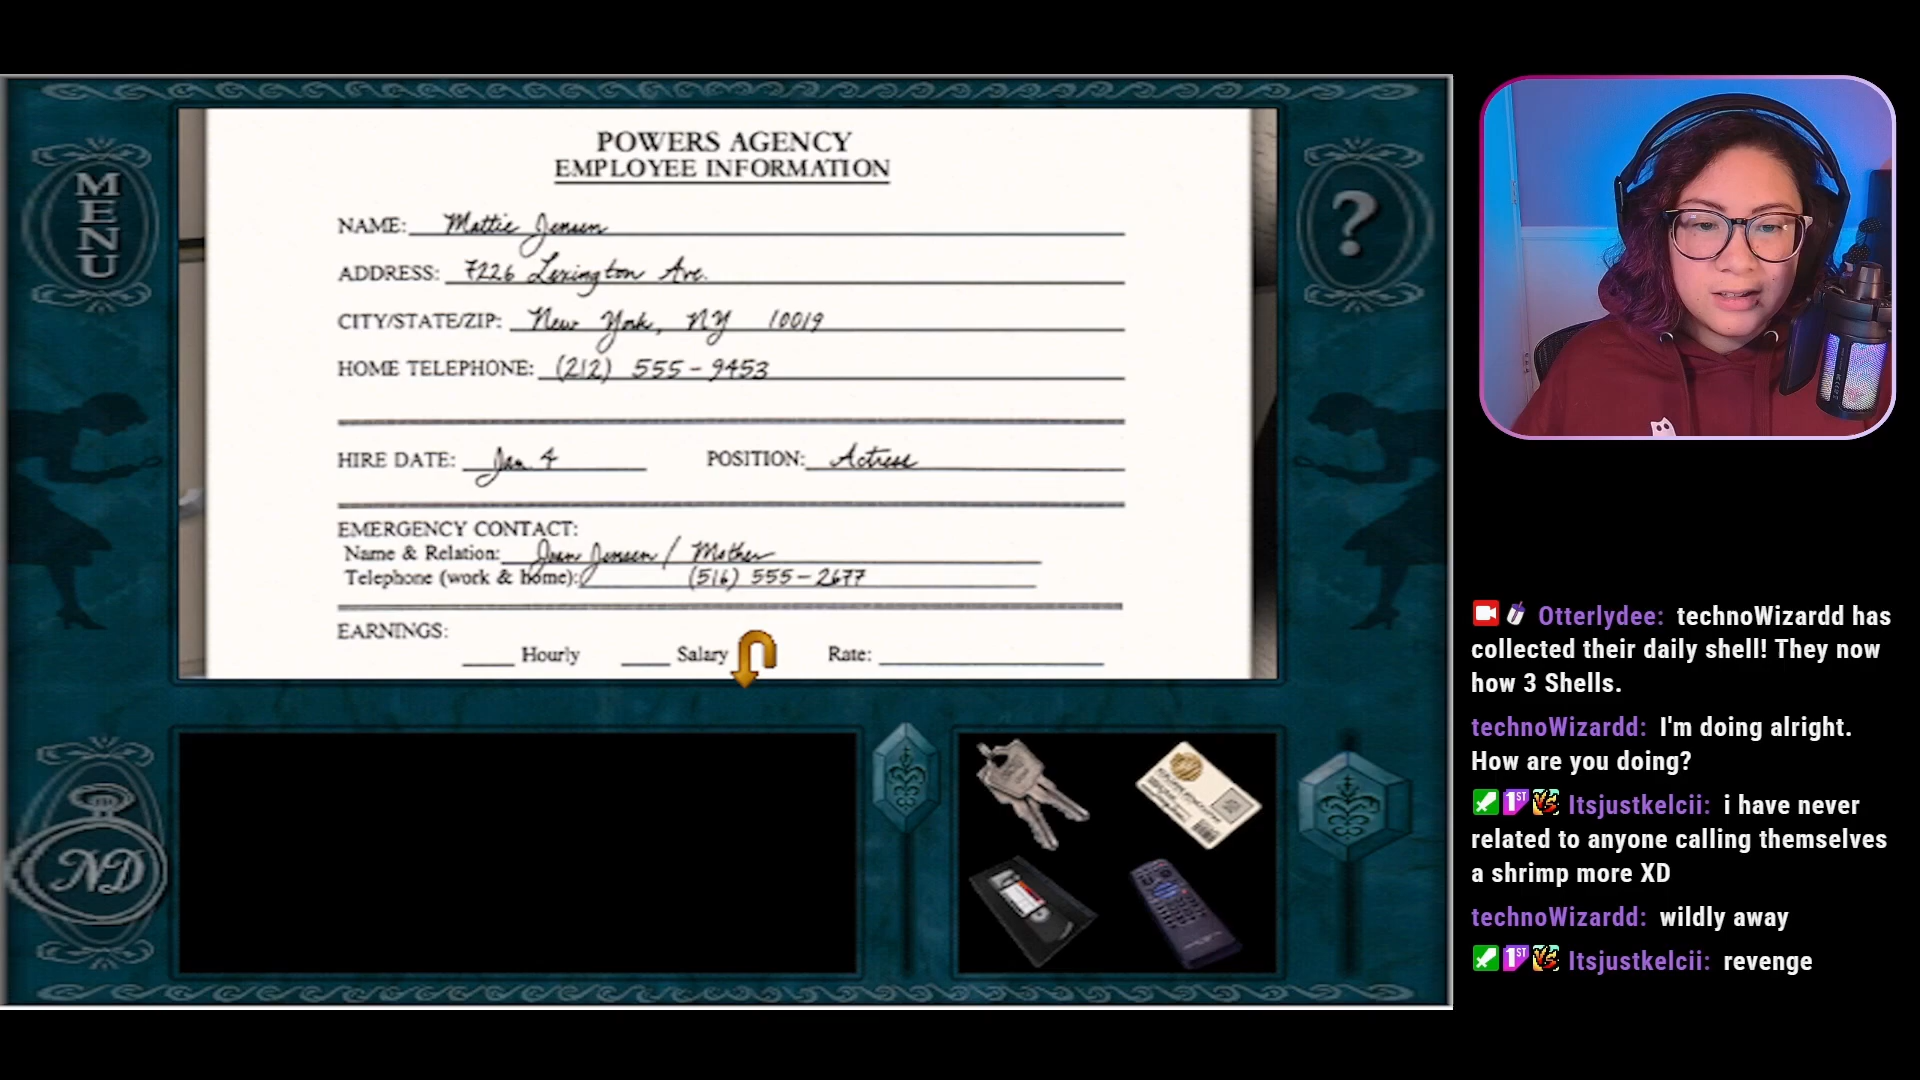 MENU
?
POWERS AGENCY
EMPLOYEE INFORMATION
NAME: Mattie Jensen
ADDRESS: 7226 Lexington Ave.
CITY/STATE/ZIP: New York, NY 10019
HOME TELEPHONE: (212) 555-9453
HIRE DATE: Jan. 4 POSITION: Actress
EMERGENCY CONTACT:
Name & Relation: Joan Jensen / Mother
Telephone (work & home): (516) 555-2677
EARNINGS:
Hourly Salary Rate:
ND
Otterlydee: technoWizardd has
collected their daily shell! They now
how 3 Shells.
technoWizardd: I'm doing alright.
How are you doing?
1ST Itsjustkelcii: i have never
related to anyone calling themselves
a shrimp more XD
technoWizardd: wildly away
1ST Itsjustkelcii: revenge